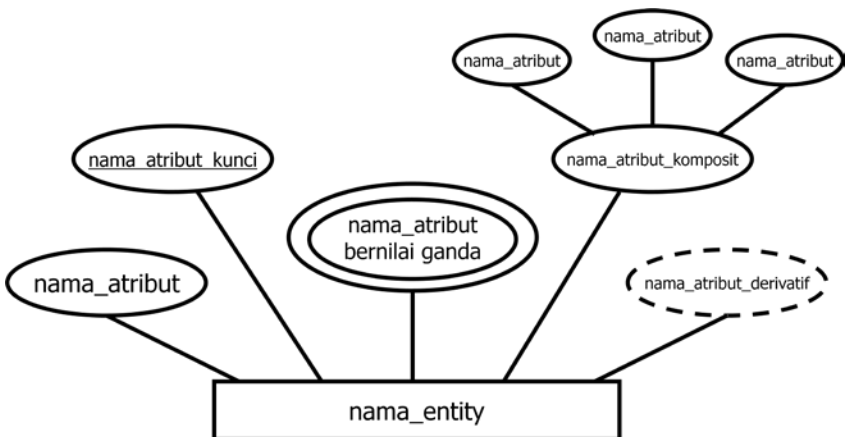 nama_atribut
nama_atribut
nama_atribut
nama_atribut_kunci
nama_atribut_komposit
nama_atribut
bernilai ganda
nama_atribut
nama_atribut_derivatif
nama_entity